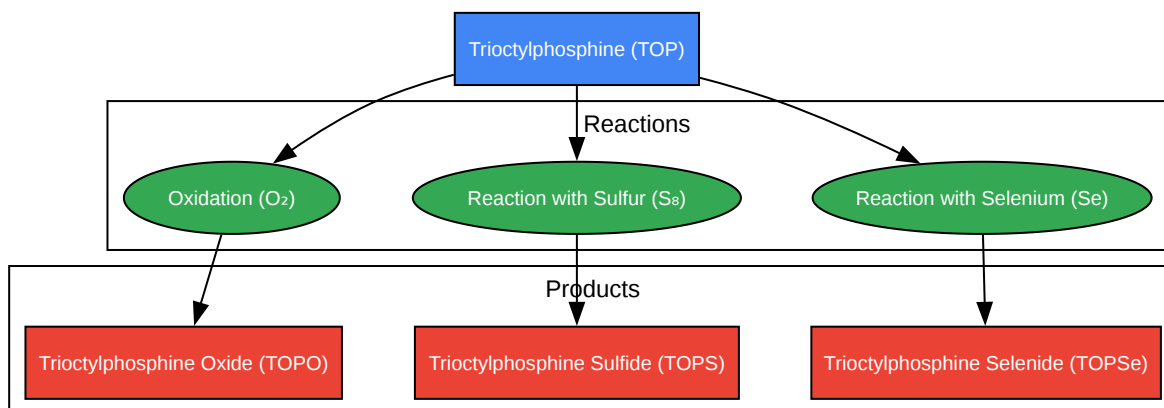 Trioctylphosphine (TOP)
Reactions
Oxidation (O₂)
Reaction with Sulfur (S₈)
Reaction with Selenium (Se)
Products
Trioctylphosphine Oxide (TOPO)
Trioctylphosphine Sulfide (TOPS)
Trioctylphosphine Selenide (TOPSe)